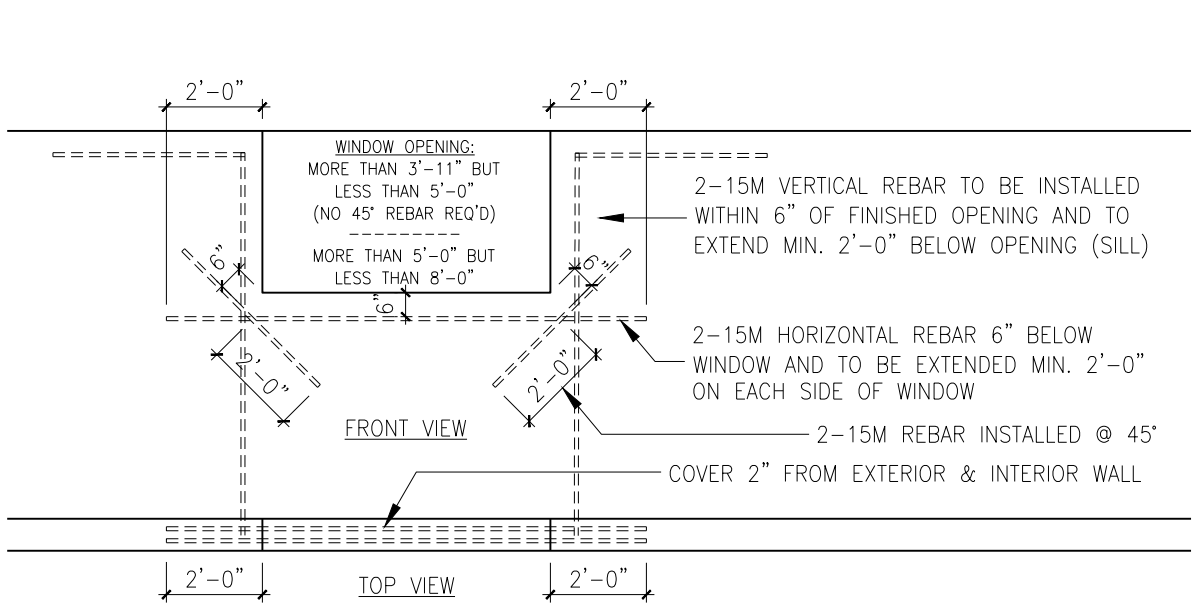 2'-0"
2'-0"
WINDOW OPENING:
MORE THAN 3'-11" BUT
LESS THAN 5'-0"
(NO 45° REBAR REQ'D)
----------
MORE THAN 5'-0" BUT
LESS THAN 8'-0"
2-15M VERTICAL REBAR TO BE INSTALLED
WITHIN 6" OF FINISHED OPENING AND TO
EXTEND MIN. 2'-0" BELOW OPENING (SILL)
6"
6"
6"
2-15M HORIZONTAL REBAR 6" BELOW
WINDOW AND TO BE EXTENDED MIN. 2'-0"
ON EACH SIDE OF WINDOW
2'-0"
2'-0"
FRONT VIEW
2-15M REBAR INSTALLED @ 45°
COVER 2" FROM EXTERIOR & INTERIOR WALL
2'-0"
TOP VIEW
2'-0"